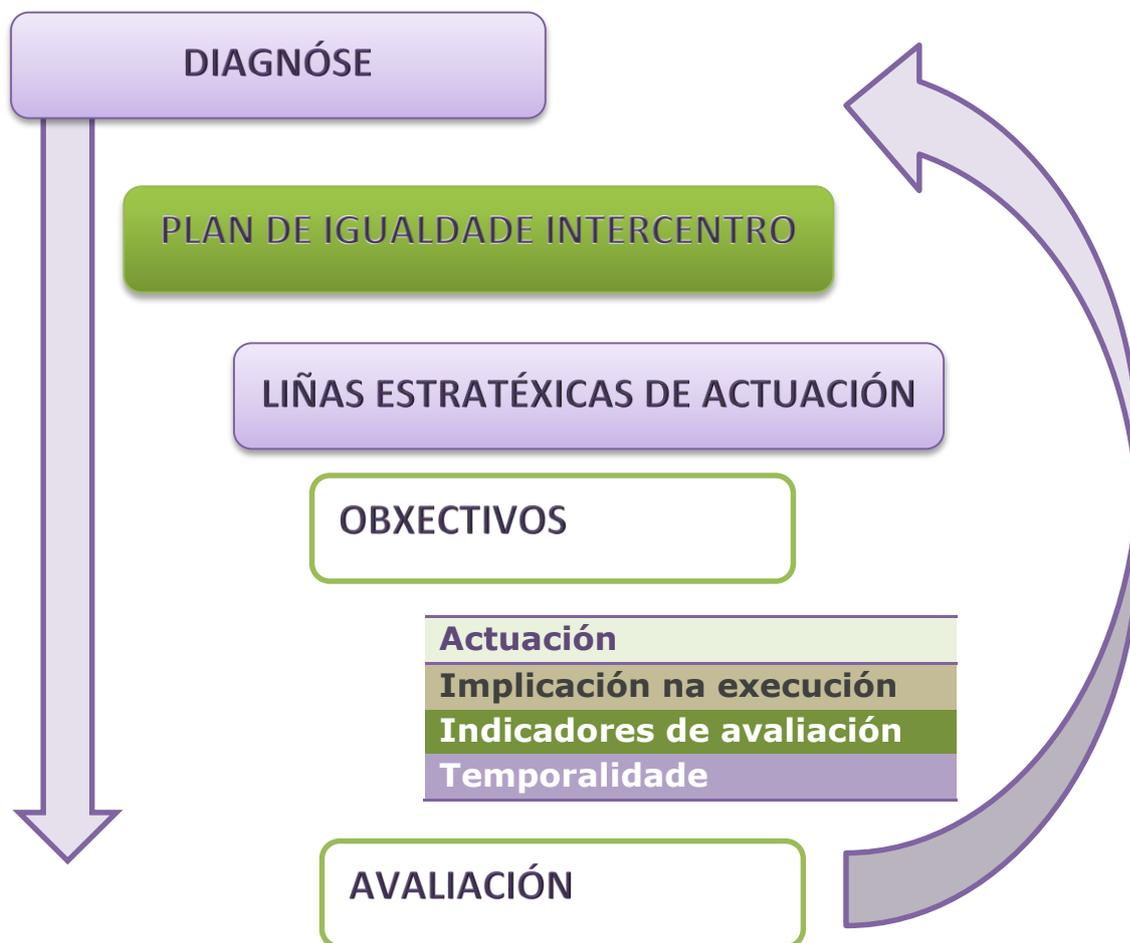 DIAGNÓSE
PLAN DE IGUALDADE INTERCENTRO
LIÑAS ESTRATÉXICAS DE ACTUACIÓN
OBXECTIVOS
Actuación
Implicación na execución
Indicadores de avaliación
Temporalidade
AVALIACIÓN